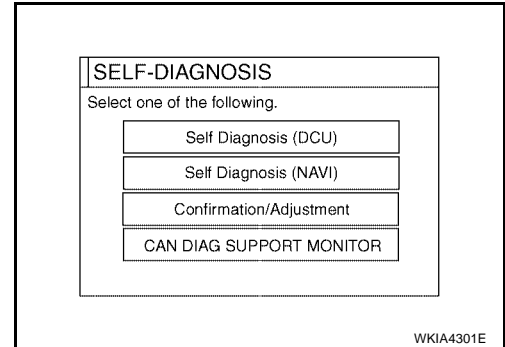 SELF-DIAGNOSIS
Select one of the following.
Self Diagnosis (DCU)
Self Diagnosis (NAVI)
Confirmation/Adjustment
CAN DIAG SUPPORT MONITOR
WKIA4301E